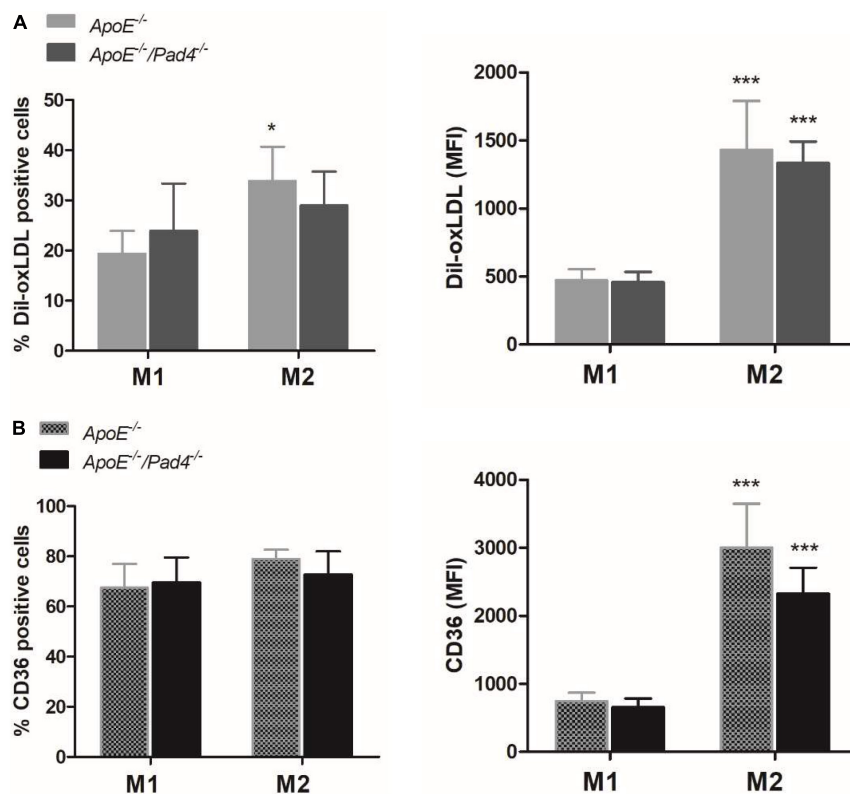 A
ApoE-/-
ApoE-/-/Pad4-/-
% Dil-oxLDL positive cells
50
40
30
20
10
0
*
M1 M2
Dil-oxLDL (MFI)
2000
1500
1000
500
0
***
***
M1 M2
B
ApoE-/-
ApoE-/-/Pad4-/-
% CD36 positive cells
100
80
60
40
20
0
M1 M2
CD36 (MFI)
4000
3000
2000
1000
0
***
***
M1 M2